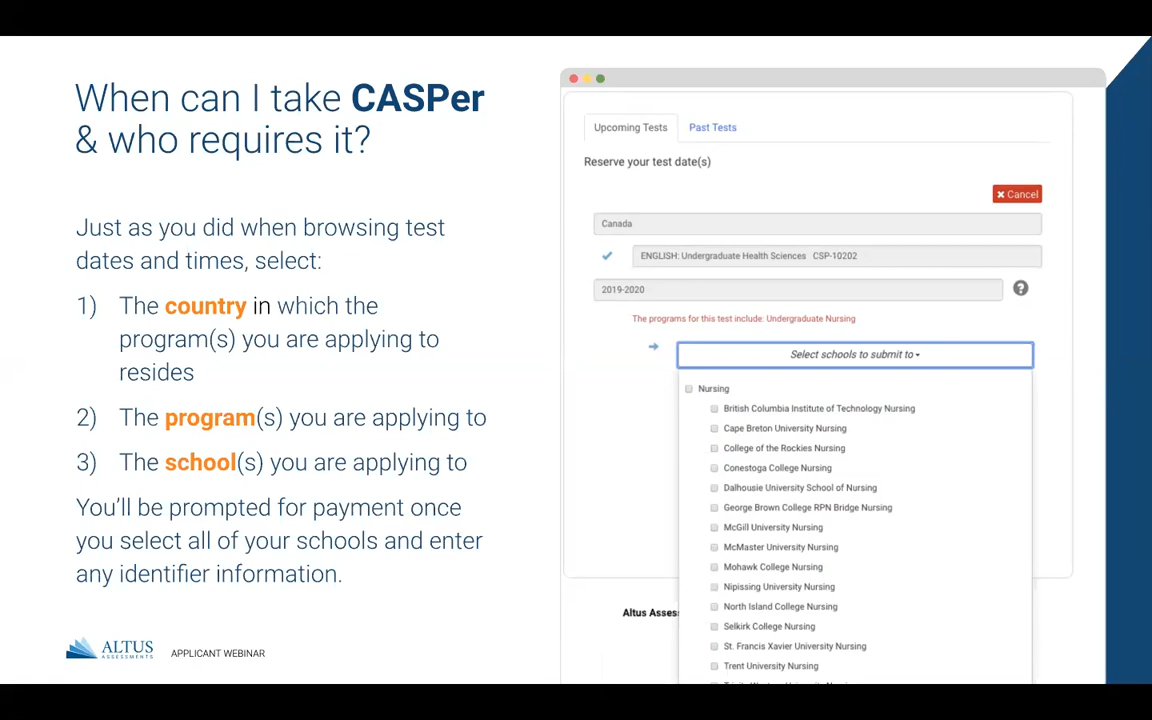 When can I take CASPer
& who requires it?
Just as you did when browsing test
dates and times, select:
1) The country in which the
program(s) you are applying to
resides
2) The program(s) you are applying to
3) The school(s) you are applying to
You'll be prompted for payment once
you select all of your schools and enter
any identifier information.
ALTUS
ASSESSMENTS
APPLICANT WEBINAR
Upcoming Tests Past Tests
Reserve your test date(s)
Cancel
Canada
ENGLISH: Undergraduate Health Sciences CSP-10202
2019-2020
The programs for this test include: Undergraduate Nursing
Select schools to submit to
Nursing
British Columbia Institute of Technology Nursing
Cape Breton University Nursing
College of the Rockies Nursing
Conestoga College Nursing
Dalhousie University School of Nursing
George Brown College RPN Bridge Nursing
McGill University Nursing
McMaster University Nursing
Mohawk College Nursing
Nipissing University Nursing
North Island College Nursing
Selkirk College Nursing
St. Francis Xavier University Nursing
Trent University Nursing
Altus Asses